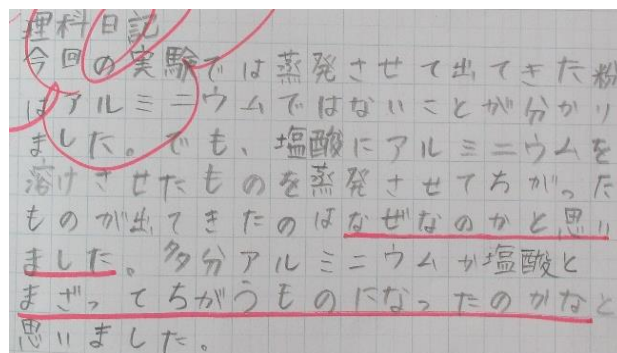 理科日記
今回の実験では蒸発させて出てきた粉
はアルミニウムではないことが分かり
ました。でも、塩酸にアルミニウムを
溶けさせたものを蒸発させてちがった
ものが出てきたのはなぜなのかと思い
ました。多分アルミニウムが塩酸と
まざってちがうものになったのかなと
思いました。